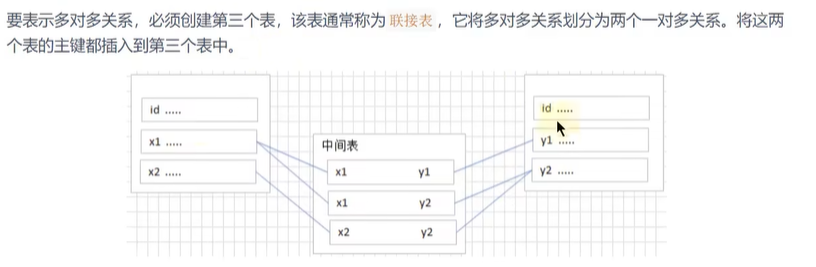 要表示多对多关系，必须创建第三个表，该表通常称为 联接表 ，它将多对多关系划分为两个一对多关系。将这两
个表的主键都插入到第三个表中。
id .....
x1 .....
x2 .....
中间表
x1 y1
x1 y2
x2 y2
id .....
y1 .....
y2 .....